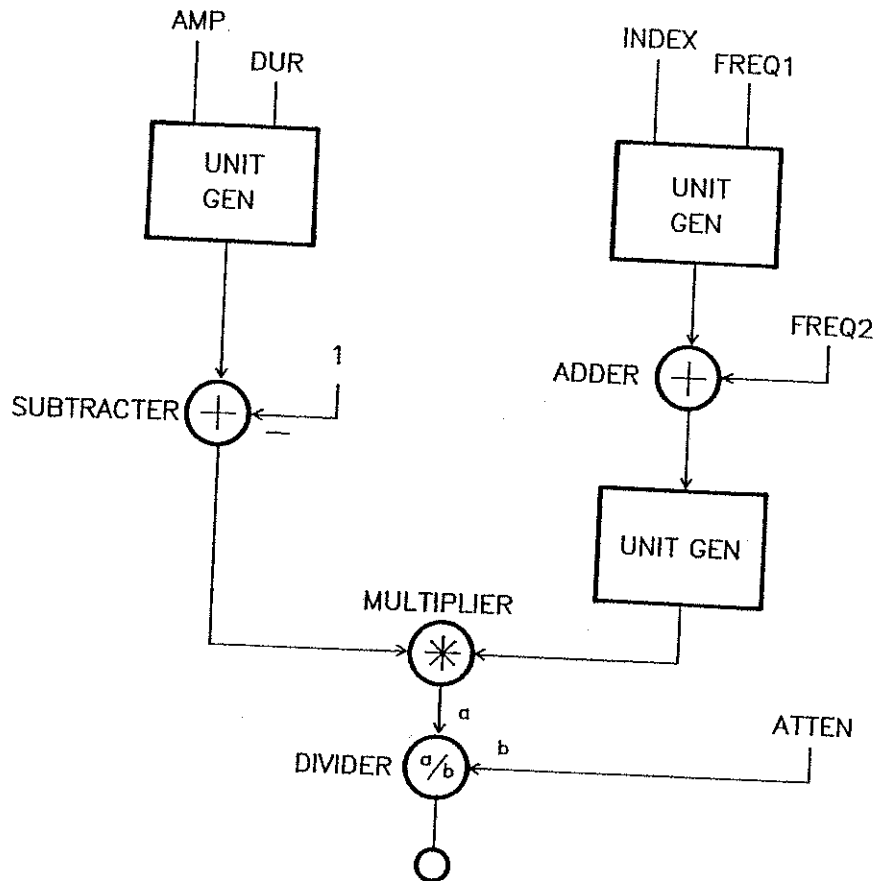 AMP
DUR
INDEX
FREQ1
UNIT
GEN
UNIT
GEN
FREQ2
1
ADDER
+
SUBTRACTER
+
—
UNIT GEN
MULTIPLIER
*
a
ATTEN
b
DIVIDER
a/b